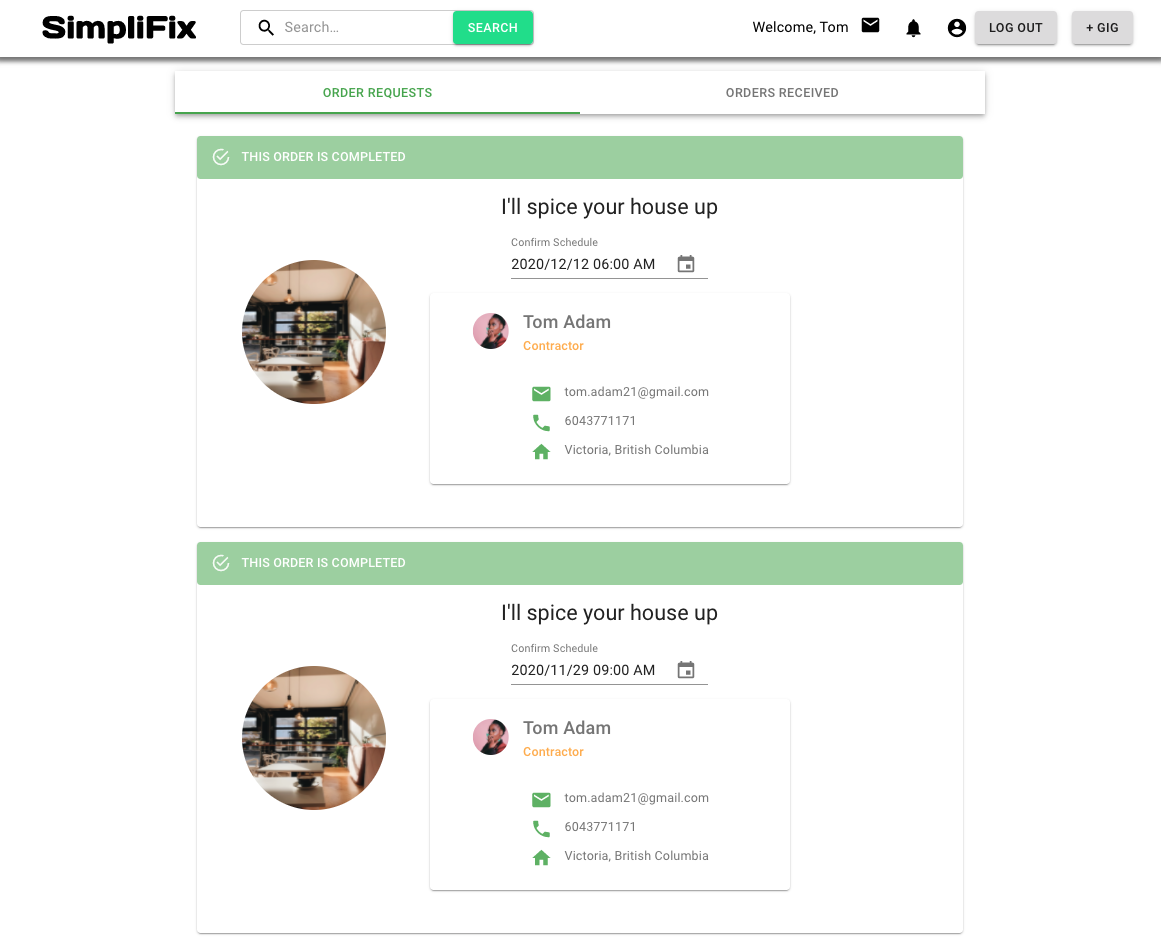 SimpliFix
Search...
SEARCH
Welcome, Tom
LOG OUT
+ GIG
ORDER REQUESTS
ORDERS RECEIVED
THIS ORDER IS COMPLETED
I'll spice your house up
Confirm Schedule
2020/12/12 06:00 AM
Tom Adam
Contractor
tom.adam21@gmail.com
6043771171
Victoria, British Columbia
THIS ORDER IS COMPLETED
I'll spice your house up
Confirm Schedule
2020/11/29 09:00 AM
Tom Adam
Contractor
tom.adam21@gmail.com
6043771171
Victoria, British Columbia